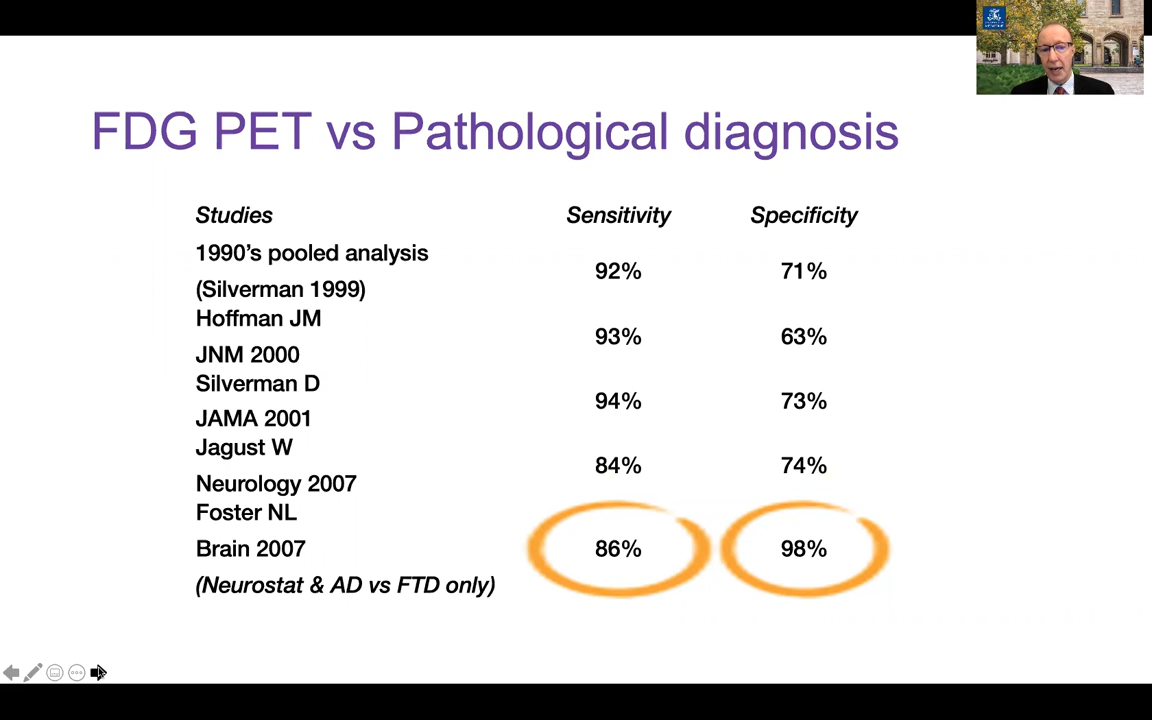 FDG PET vs Pathological diagnosis
Studies Sensitivity Specificity
1990’s pooled analysis
(Silverman 1999) 92% 71%
Hoffman JM
JNM 2000 93% 63%
Silverman D
JAMA 2001 94% 73%
Jagust W
Neurology 2007 84% 74%
Foster NL
Brain 2007 86% 98%
(Neurostat & AD vs FTD only)